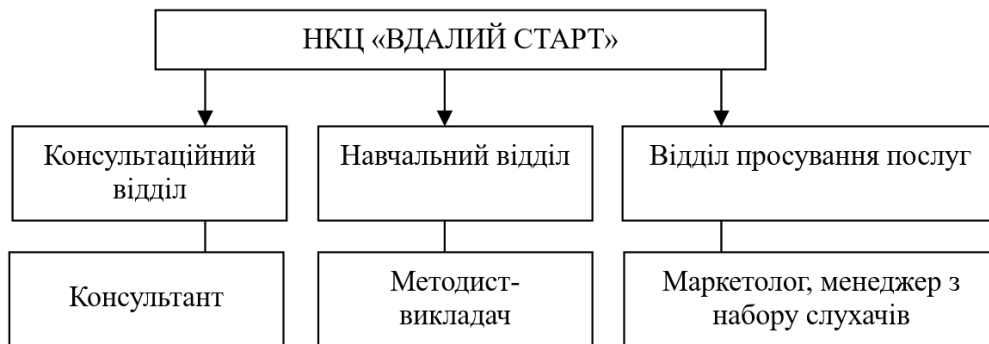 НКЦ «ВДАЛИЙ СТАРТ»
Консультаційний
відділ
Навчальний відділ
Відділ просування послуг
Консультант
Методист-
викладач
Маркетолог, менеджер з
набору слухачів